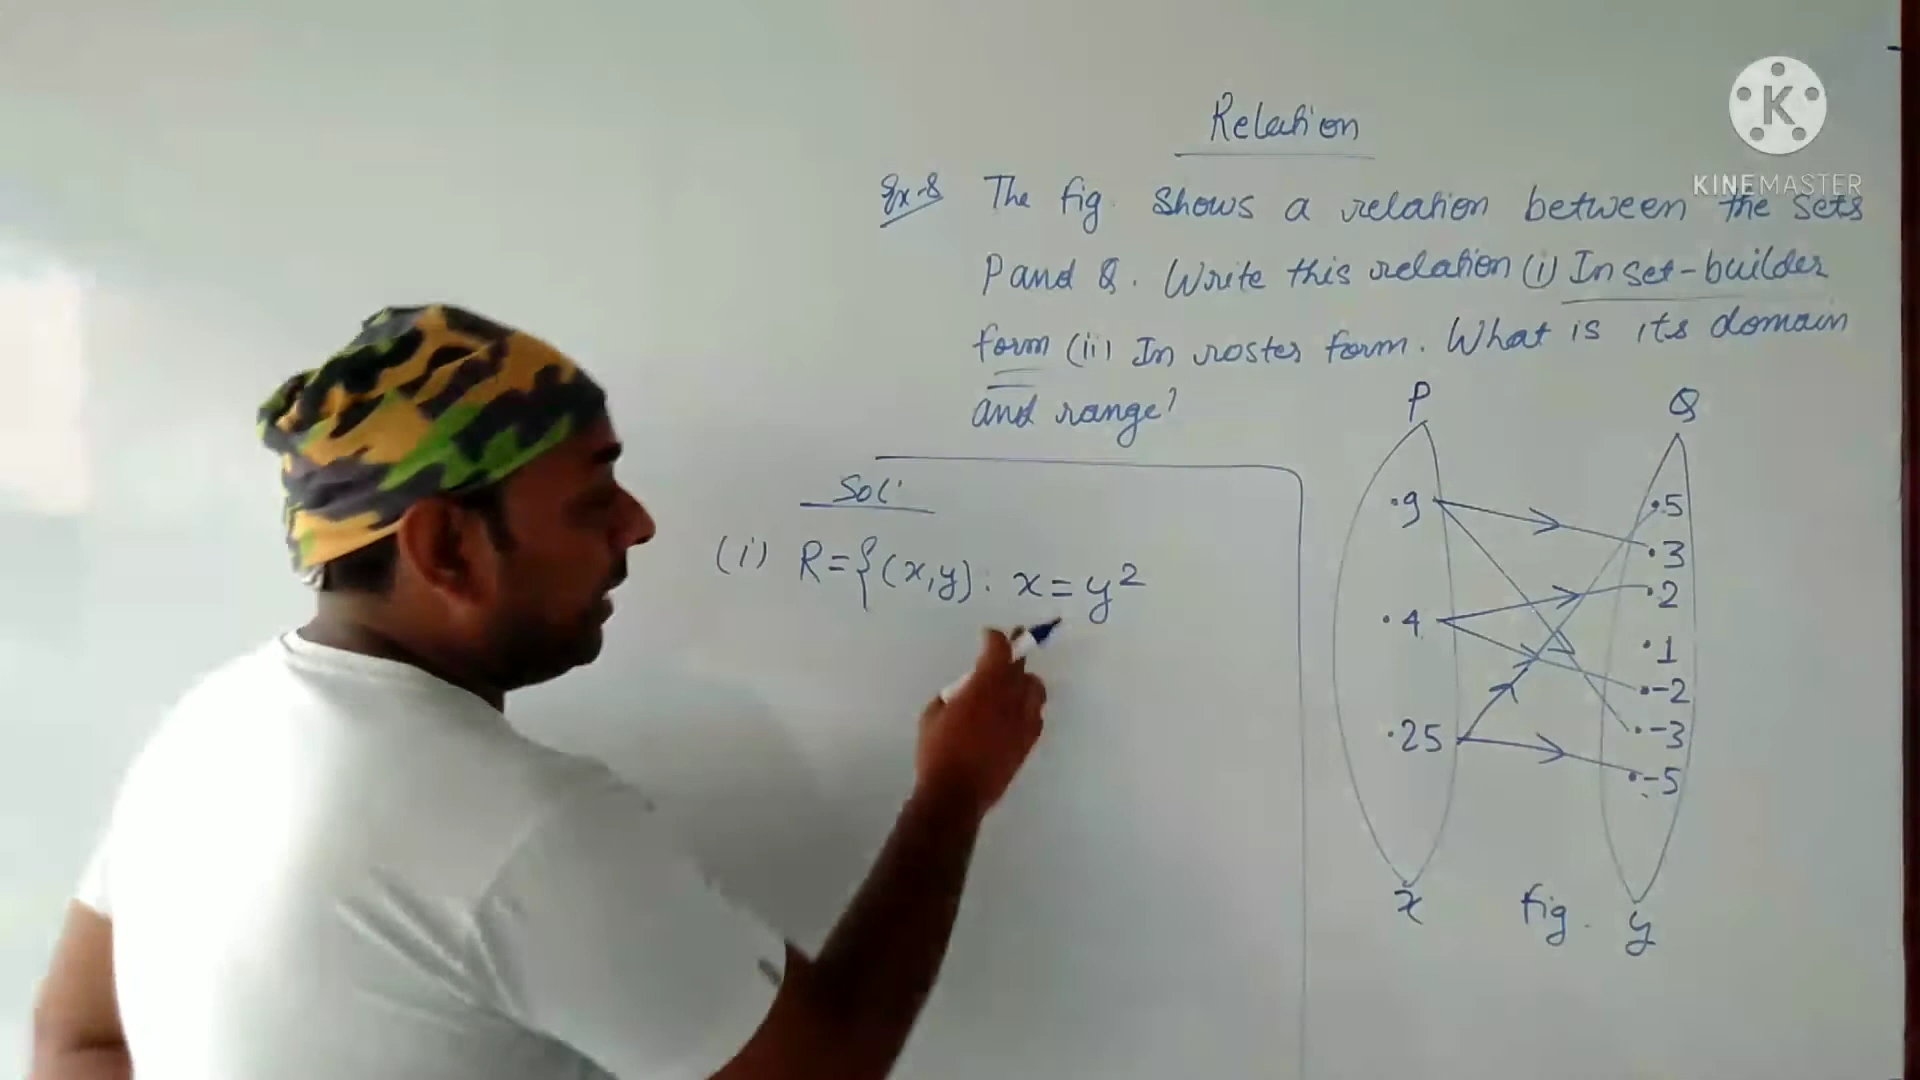 Relation
Ex-8 The fig. shows a relation between the sets
P and Q. Write this relation (i) In set-builder
form (ii) In roster form. What is its domain
and range?
Sol.
(i) R={(x,y): x=y²
P Q
.9 .5
.3
.2
.4 .1
.-2
.-3
.25 .-5
x fig. y
K
KINEMASTER